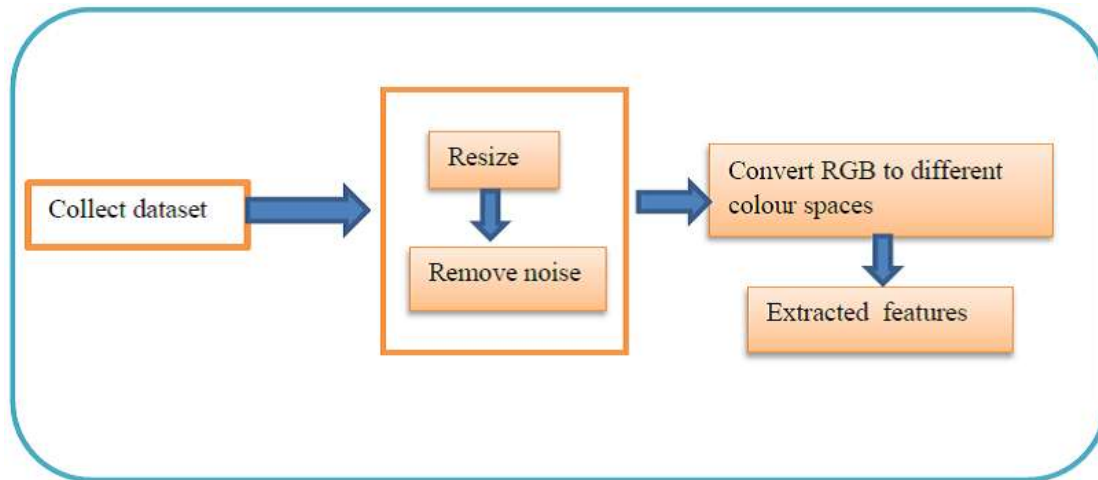 Collect dataset
Resize
Remove noise
Convert RGB to different
colour spaces
Extracted features